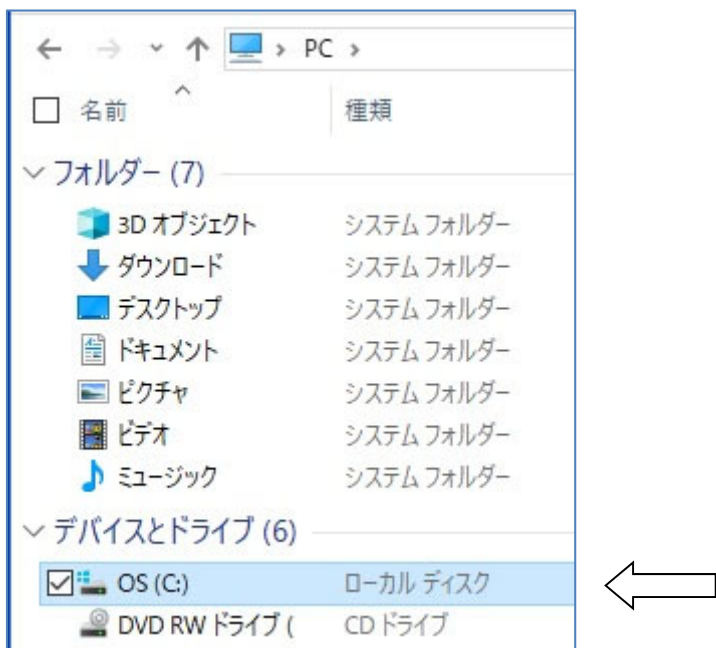 PC
名前 種類
フォルダー (7)
3D オブジェクト システム フォルダー
ダウンロード システム フォルダー
デスクトップ システム フォルダー
ドキュメント システム フォルダー
ピクチャ システム フォルダー
ビデオ システム フォルダー
ミュージック システム フォルダー
デバイスとドライブ (6)
OS (C:) ローカル ディスク
DVD RW ドライブ ( CD ドライブ